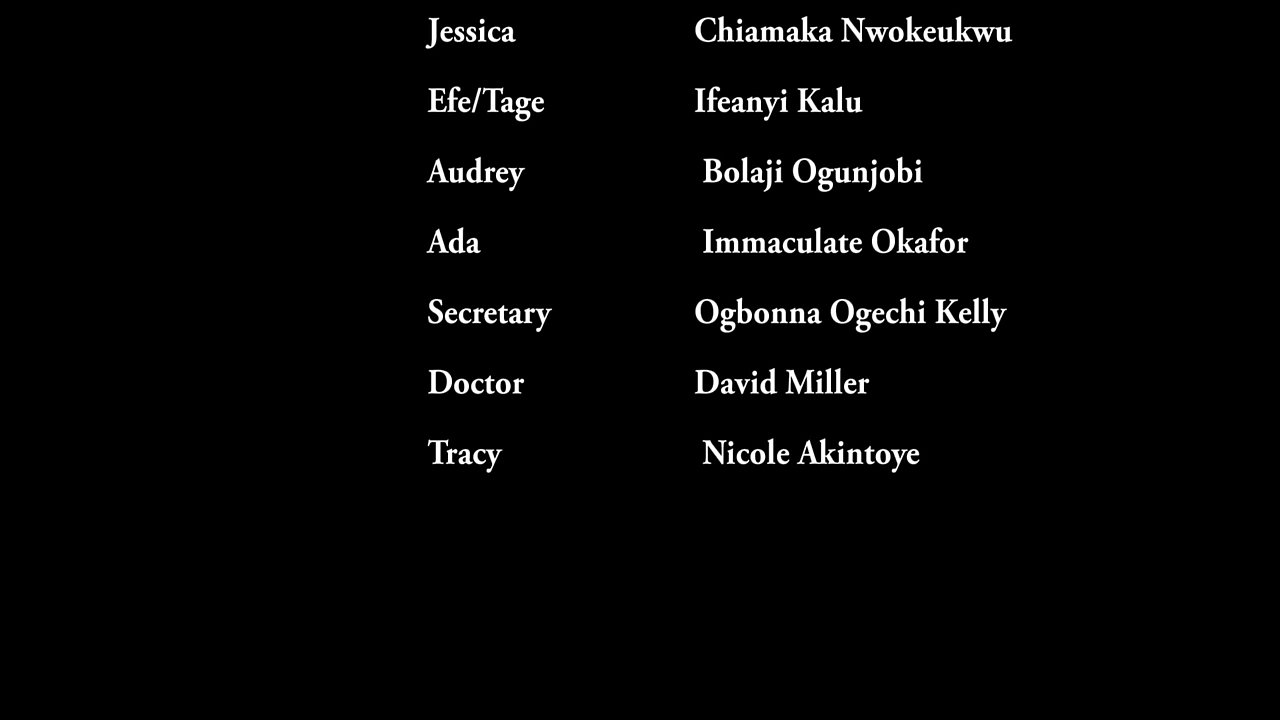 Jessica Chiamaka Nwokeukwu
Efe/Tage Ifeanyi Kalu
Audrey Bolaji Ogunjobi
Ada Immaculate Okafor
Secretary Ogbonna Ogechi Kelly
Doctor David Miller
Tracy Nicole Akintoye